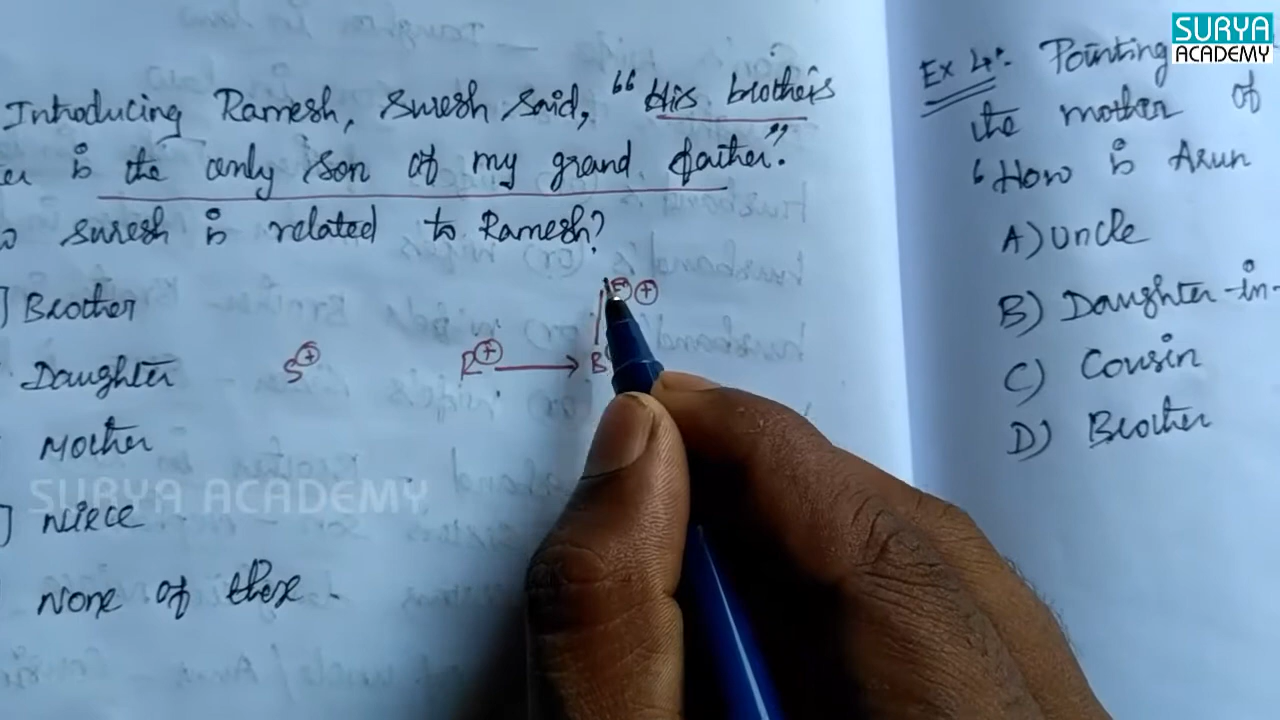 Introducing Ramesh, Suresh said, "His brother's
er is the only son of my grand father."
o Suresh is related to Ramesh?
] Brother
Daughter
Mother
] Niece
None of these.
S +
R + → B
+
Ex 4:- Pointing
the mother of
"How is Arun
A) Uncle
B) Daughter-in-
C) Cousin
D) Brother
SURYA
ACADEMY
SURYA ACADEMY